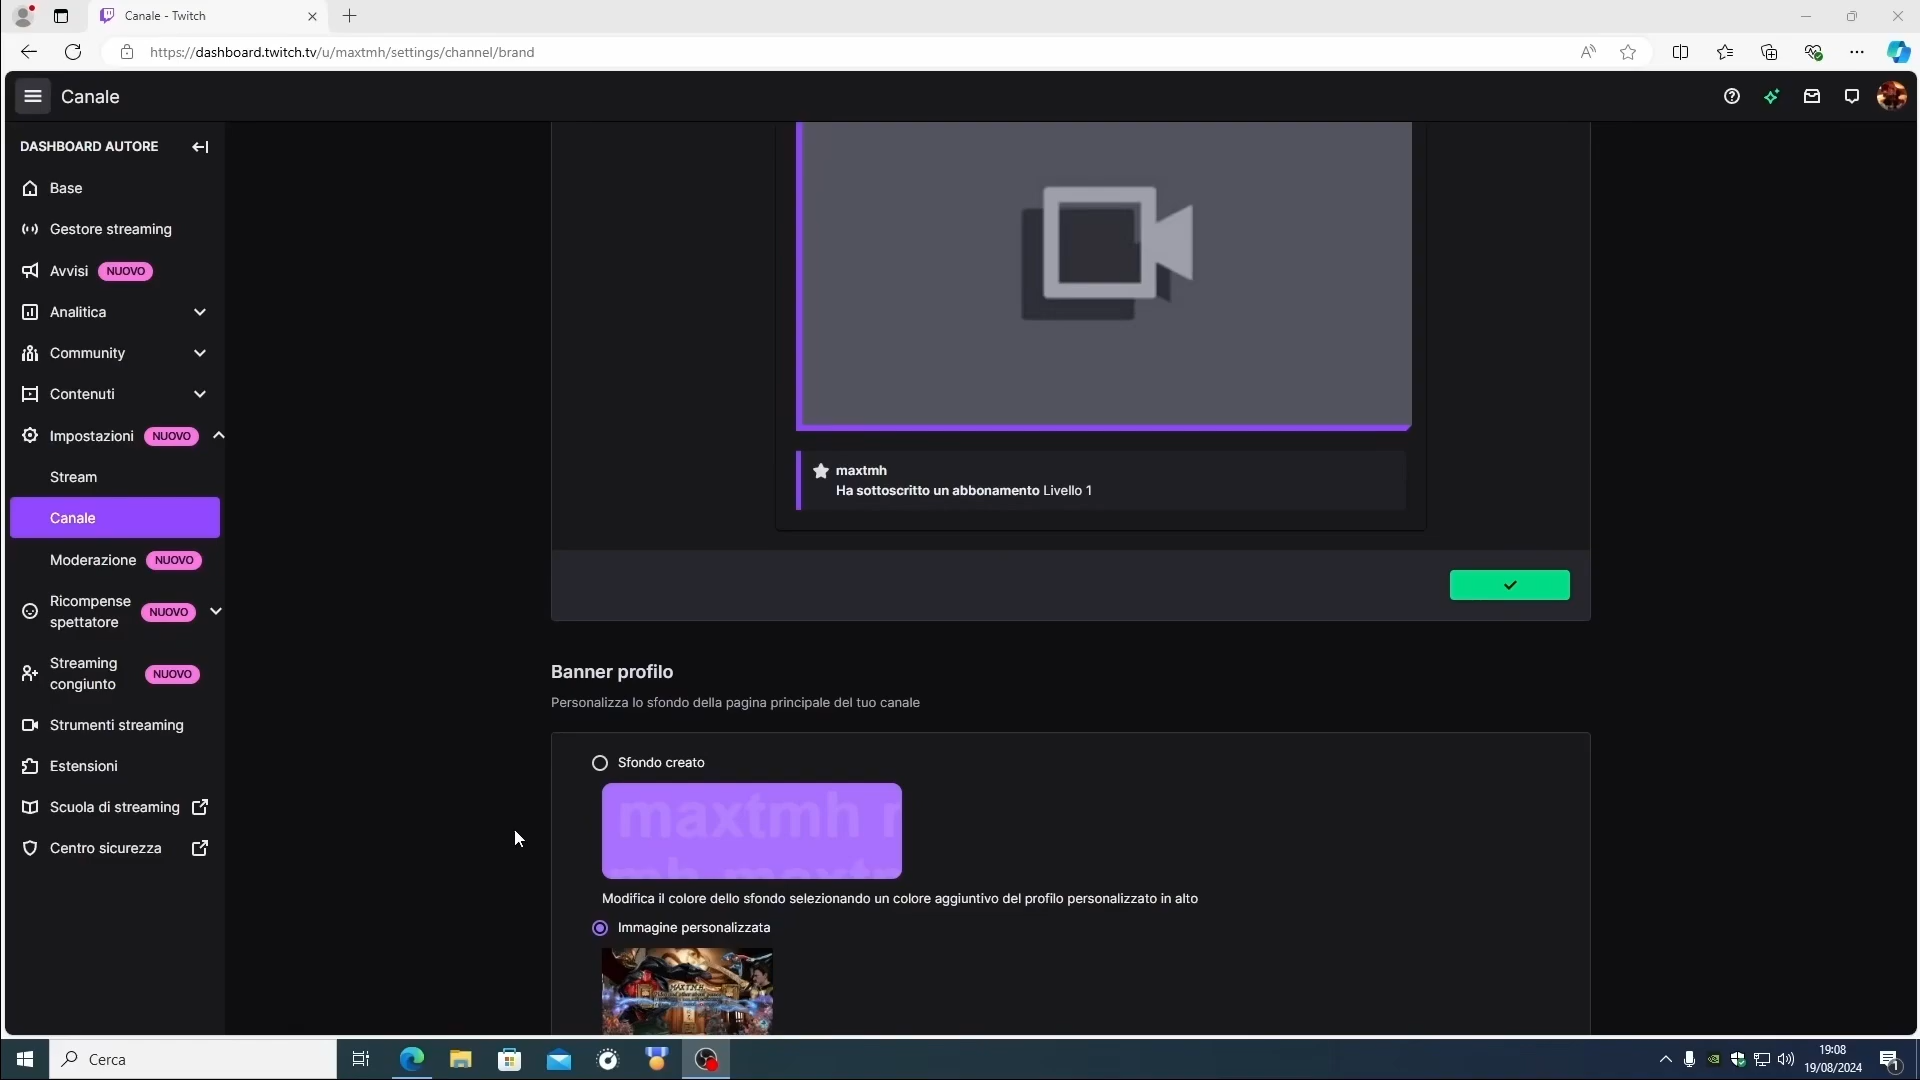 Canale - Twitch
https://dashboard.twitch.tv/u/maxtmh/settings/channel/brand
Canale
DASHBOARD AUTORE
Base
Gestore streaming
Avvisi NUOVO
Analitica
Community
Contenuti
Impostazioni NUOVO
Stream
Canale
Moderazione NUOVO
Ricompense
spettatore
NUOVO
Streaming
congiunto
NUOVO
Strumenti streaming
Estensioni
Scuola di streaming
Centro sicurezza
maxtmh
Ha sottoscritto un abbonamento Livello 1
Banner profilo
Personalizza lo sfondo della pagina principale del tuo canale
Sfondo creato
maxtmh
Modifica il colore dello sfondo selezionando un colore aggiuntivo del profilo personalizzato in alto
Immagine personalizzata
Cerca
19:08
19/08/2024
1